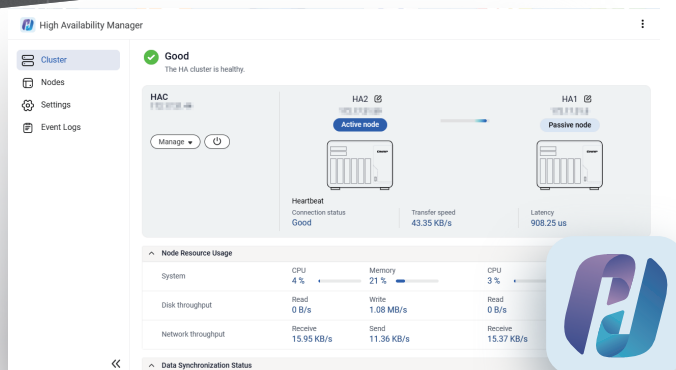 High Availability Manager
Cluster
Nodes
Settings
Event Logs
Good
The HA cluster is healthy.
HAC
Manage
HA2
Active node
HA1
Passive node
Heartbeat
Connection status
Good
Transfer speed
43.35 KB/s
Latency
908.25 us
Node Resource Usage
System
CPU
4 %
Memory
21 %
CPU
3 %
Disk throughput
Read
0 B/s
Write
1.08 MB/s
Read
0 B/s
Network throughput
Receive
15.95 KB/s
Send
11.36 KB/s
Receive
15.37 KB/s
Data Synchronization Status